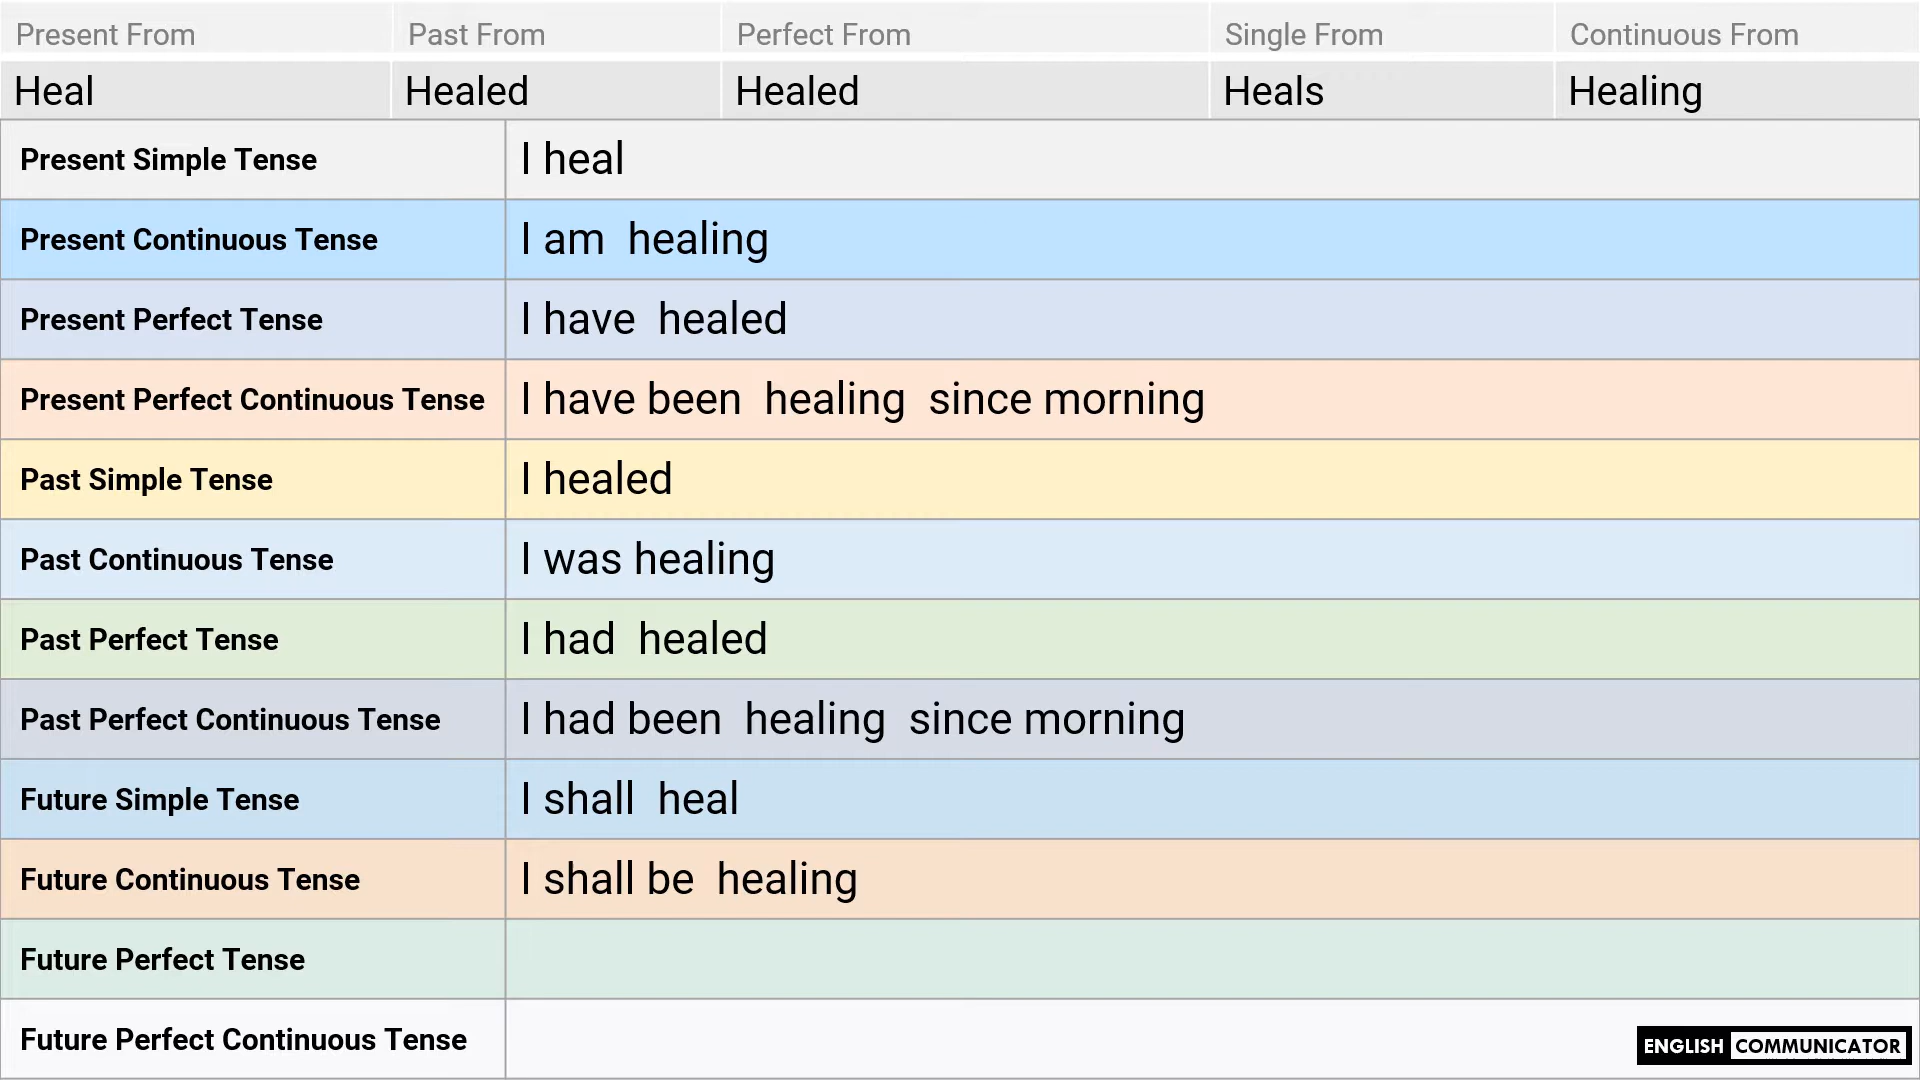 Present From Past From Perfect From Single From Continuous From
Heal Healed Healed Heals Healing
Present Simple Tense I heal
Present Continuous Tense I am healing
Present Perfect Tense I have healed
Present Perfect Continuous Tense I have been healing since morning
Past Simple Tense I healed
Past Continuous Tense I was healing
Past Perfect Tense I had healed
Past Perfect Continuous Tense I had been healing since morning
Future Simple Tense I shall heal
Future Continuous Tense I shall be healing
Future Perfect Tense
Future Perfect Continuous Tense
ENGLISH COMMUNICATOR